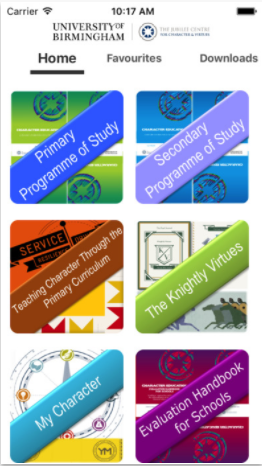 Carrier
10:17 AM
UNIVERSITY OF
BIRMINGHAM
THE JUBILEE CENTRE
FOR CHARACTER & VIRTUES
Home Favourites Downloads
Primary
Programme of Study
Secondary
Programme of Study
SERVICE
Teaching Character Through the
Primary Curriculum
The Knightly Virtues
My Character
YM
Evaluation Handbook
for Schools